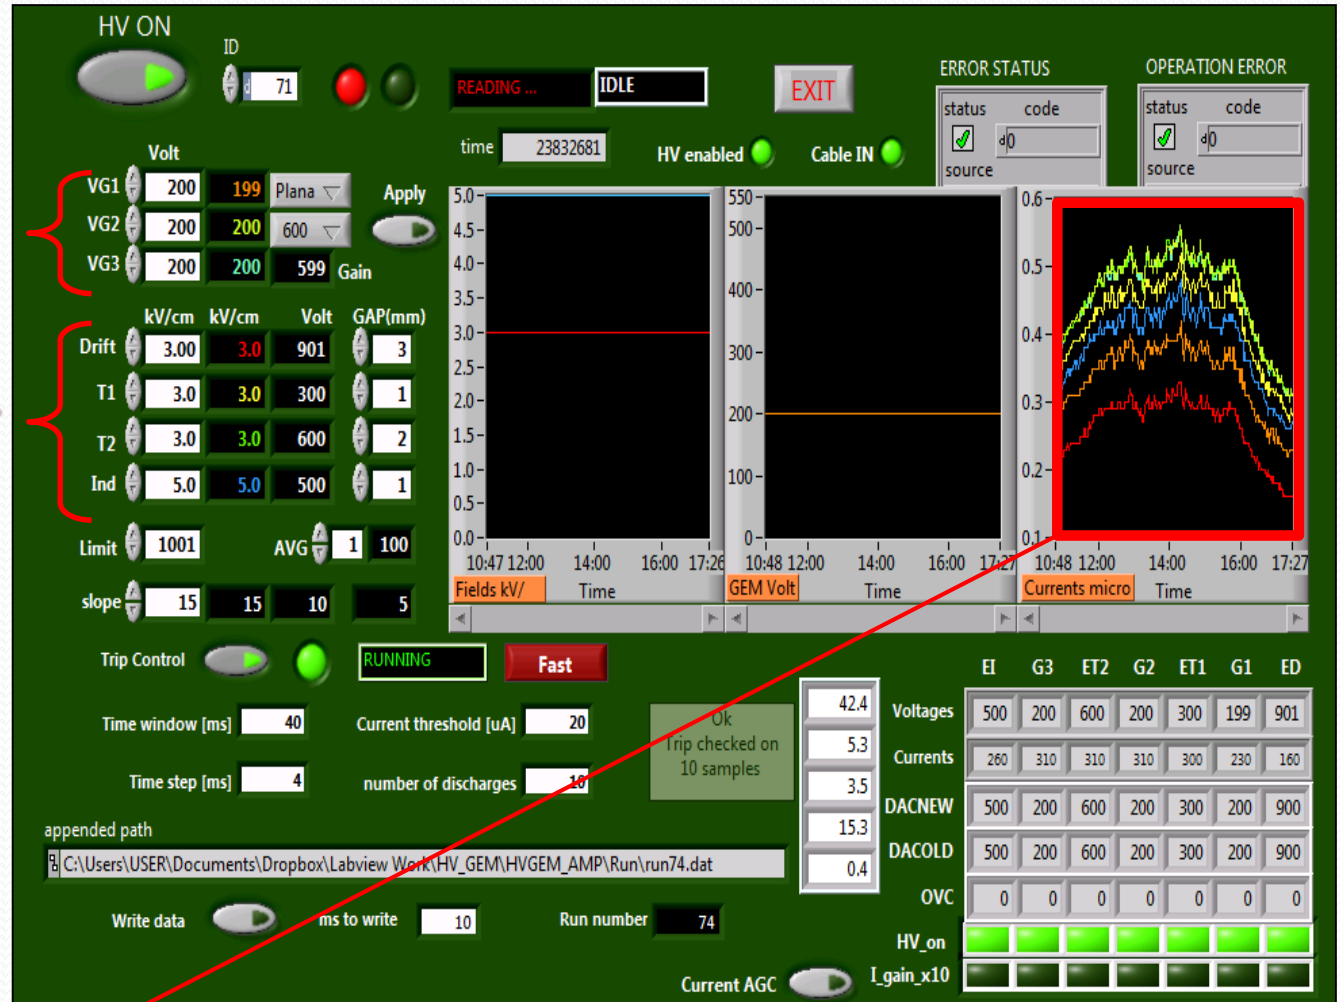 HV ON
ID
71
READING ...
IDLE
EXIT
ERROR STATUS
status code
d 0
source
OPERATION ERROR
status code
d 0
source
time 23832681
HV enabled
Cable IN
Volt
VG1 200 199 Plana
VG2 200 200 600
VG3 200 200 599 Gain
Apply
kV/cm kV/cm Volt GAP(mm)
Drift 3.00 3.0 901 3
T1 3.0 3.0 300 1
T2 3.0 3.0 600 2
Ind 5.0 5.0 500 1
Limit 1001 AVG 1 100
slope 15 15 10 5
5.0
4.5
4.0
3.5
3.0
2.5
2.0
1.5
1.0
0.5
0.0
10:47 12:00 14:00 16:00 17:26
Fields kV/ Time
550
500
400
300
200
100
0
10:48 12:00 14:00 16:00 17:27
GEM Volt Time
0.6
0.5
0.4
0.3
0.2
0.1
10:48 12:00 14:00 16:00 17:27
Currents micro Time
Trip Control RUNNING Fast
Time window [ms] 40 Current threshold [uA] 20
Time step [ms] 4 number of discharges 10
Ok
Trip checked on
10 samples
42.4
5.3
3.5
15.3
0.4
EI G3 ET2 G2 ET1 G1 ED
Voltages 500 200 600 200 300 199 901
Currents 260 310 310 310 300 230 160
DACNEW 500 200 600 200 300 200 900
DACOLD 500 200 600 200 300 200 900
OVC 0 0 0 0 0 0 0
HV_on
I_gain_x10
appended path
C:\Users\USER\Documents\Dropbox\Labview Work\HV_GEM\HVGEM_AMP\Run\run74.dat
Write data ms to write 10 Run number 74
Current AGC